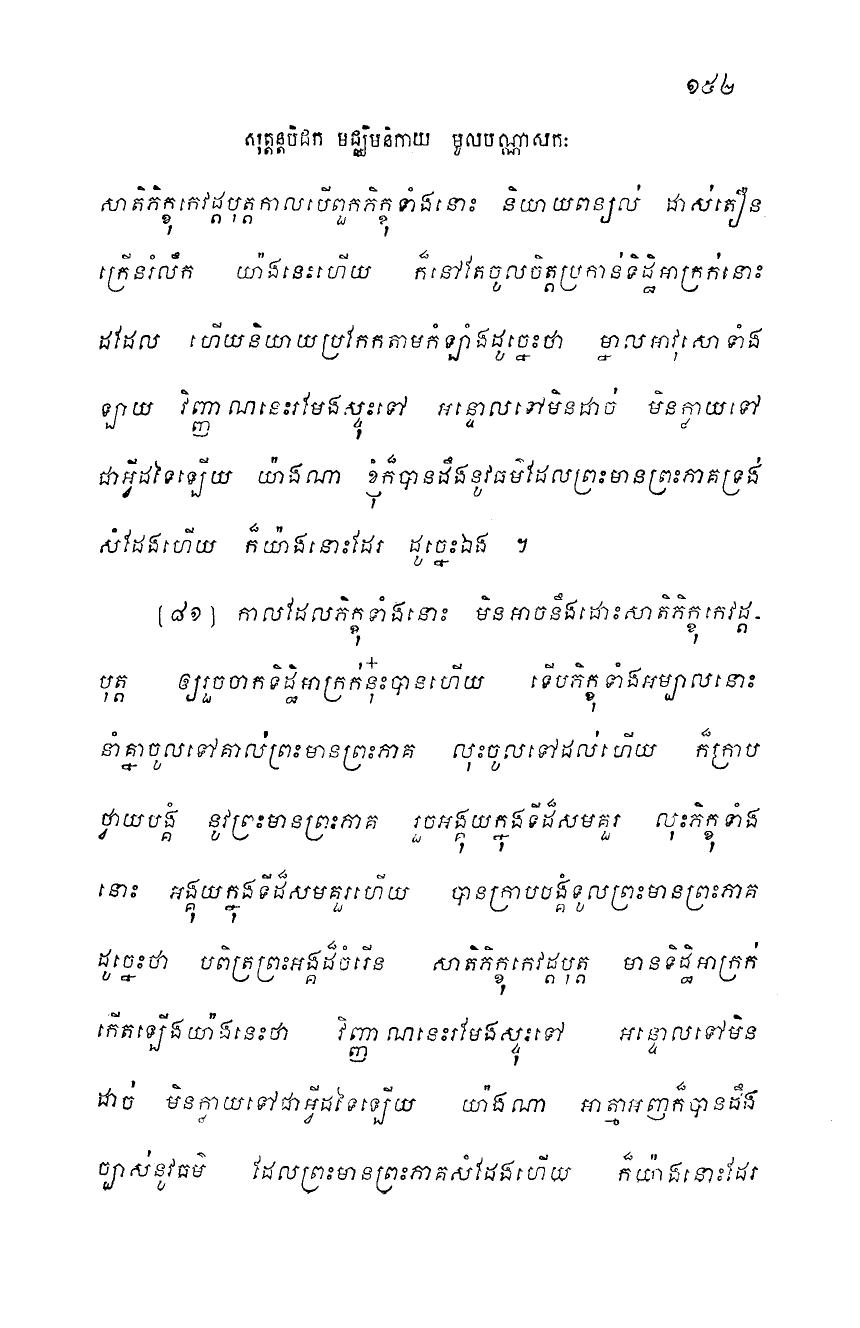 ១៥៤
សុត្តន្តបិដក មជ្ឈិមនិកាយ មូលបណ្ណាសកៈ
សាតិភិក្ខុកេវដ្តបុត្តកាលបើពួកភិក្ខុទាំងនោះ និយាយពន្យល់ ដាស់តឿន
ក្រើនរំលឹក យ៉ាងនេះហើយ ក៏នៅតែចូលចិត្តប្រកាន់ទិដ្ឋិអាក្រក់នោះ
ដដែល ហើយនិយាយប្រកែកតាមកំឡាំងដូច្នេះថា ម្នាលអាវុសោទាំង
ឡាយ វិញ្ញាណនេះរមែងស្ទុះទៅ អន្ទោលទៅមិនដាច់ មិនក្លាយទៅ
ជាអ្វីដទៃឡើយ យ៉ាងណា ខ្ញុំក៏បានដឹងនូវធម៌ដែលព្រះមានព្រះភាគទ្រង់
សំដែងហើយ ក៏យ៉ាងនោះដែរ ដូច្នេះឯង ។
[៨១] កាលដែលភិក្ខុទាំងនោះ មិនអាចនឹងដោះសាតិភិក្ខុកេវដ្ត-
បុត្ត ឲ្យរួចចាកទិដ្ឋិអាក្រក់នុ៎ះបានហើយ ទើបភិក្ខុទាំងអម្បាលនោះ
នាំគ្នាចូលទៅគាល់ព្រះមានព្រះភាគ លុះចូលទៅដល់ហើយ ក៏ក្រាប
ថ្វាយបង្គំ នូវព្រះមានព្រះភាគ រួចអង្គុយក្នុងទីដ៏សមគួរ លុះភិក្ខុទាំង
នោះ អង្គុយក្នុងទីដ៏សមគួរហើយ បានក្រាបបង្គំទូលព្រះមានព្រះភាគ
ដូច្នេះថា បពិត្រព្រះអង្គដ៏ចំរើន សាតិភិក្ខុកេវដ្តបុត្ត មានទិដ្ឋិអាក្រក់
កើតឡើងយ៉ាងនេះថា វិញ្ញាណនេះរមែងស្ទុះទៅ អន្ទោលទៅមិន
ដាច់ មិនក្លាយទៅជាអ្វីដទៃឡើយ យ៉ាងណា អាត្មាអញក៏បានដឹង
ច្បាស់នូវធម៌ ដែលព្រះមានព្រះភាគសំដែងហើយ ក៏យ៉ាងនោះដែរ